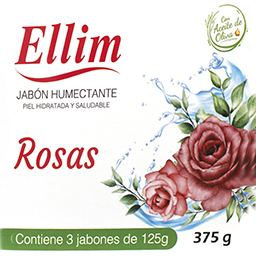 Ellim
Con
Aceite de
Oliva
JABÓN HUMECTANTE
PIEL HIDRATADA Y SALUDABLE
Rosas
Contiene 3 jabones de 125g
375 g